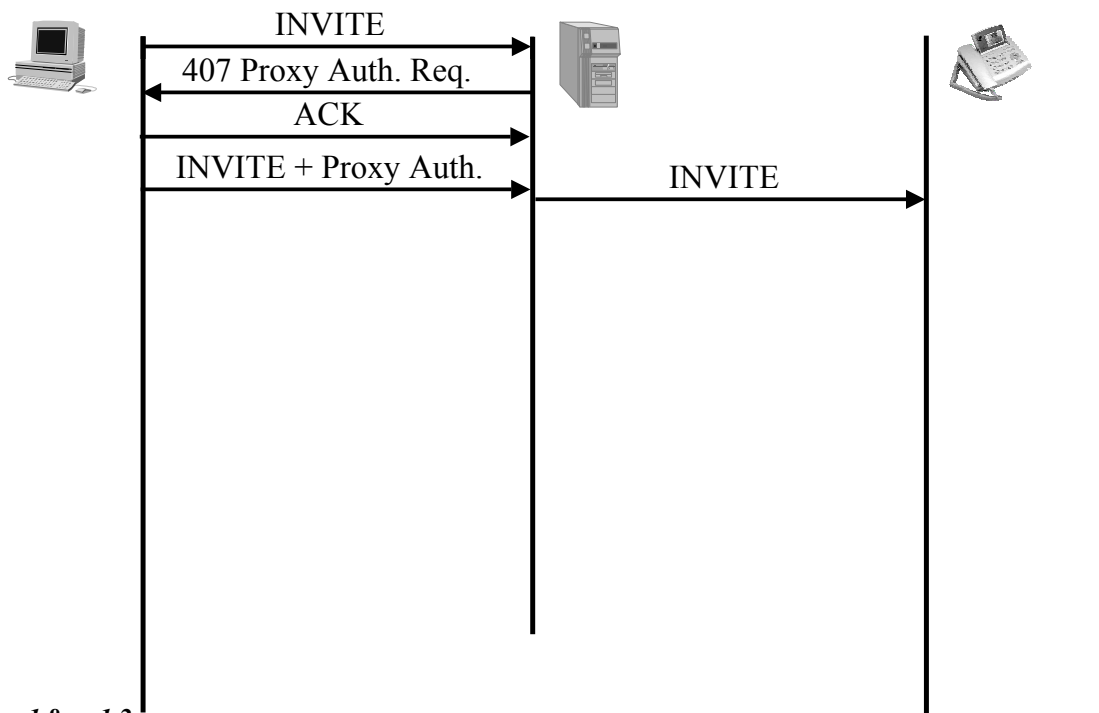 INVITE
407 Proxy Auth. Req.
ACK
INVITE + Proxy Auth.
INVITE